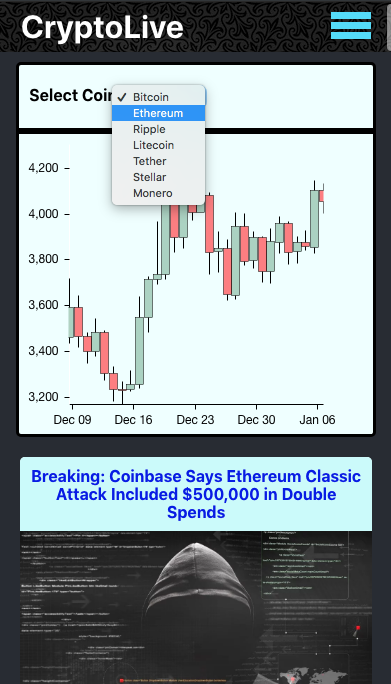 CryptoLive
Select Coin
✓ Bitcoin
Ethereum
Ripple
Litecoin
Tether
Stellar
Monero
4,200
4,000
3,800
3,600
3,400
3,200
Dec 09 Dec 16 Dec 23 Dec 30 Jan 06
Breaking: Coinbase Says Ethereum Classic
Attack Included $500,000 in Double
Spends